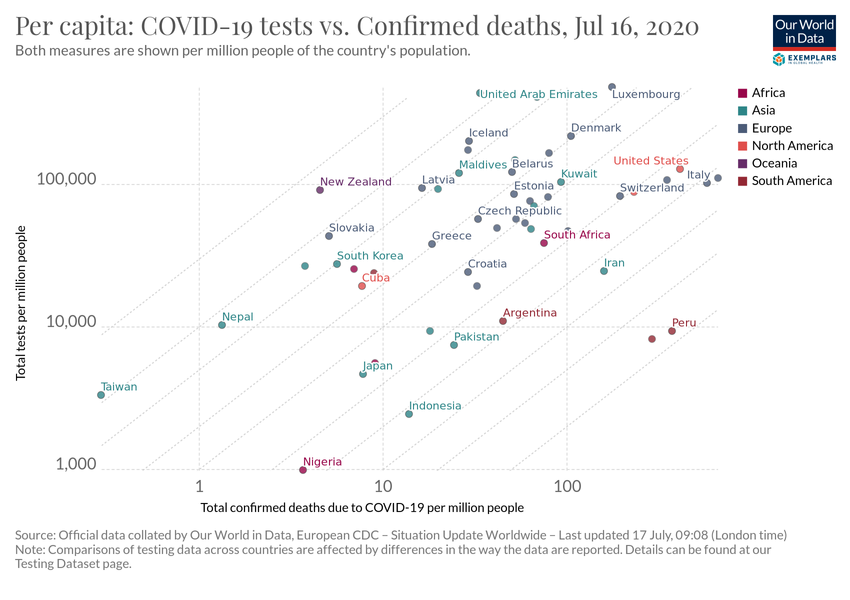 Per capita: COVID-19 tests vs. Confirmed deaths, Jul 16, 2020
Both measures are shown per million people of the country's population.
Our World
in Data
EXEMPLARS
IN GLOBAL HEALTH
Africa
Asia
Europe
North America
Oceania
South America
Total tests per million people
100,000
10,000
1,000
United Arab Emirates
Luxembourg
Iceland
Denmark
Maldives
Belarus
United States
New Zealand
Latvia
Kuwait
Italy
Estonia
Switzerland
Czech Republic
Slovakia
Greece
South Africa
South Korea
Croatia
Iran
Cuba
Nepal
Argentina
Peru
Pakistan
Japan
Taiwan
Indonesia
Nigeria
1
10
100
Total confirmed deaths due to COVID-19 per million people
Source: Official data collated by Our World in Data, European CDC – Situation Update Worldwide – Last updated 17 July, 09:08 (London time)
Note: Comparisons of testing data across countries are affected by differences in the way the data are reported. Details can be found at our
Testing Dataset page.